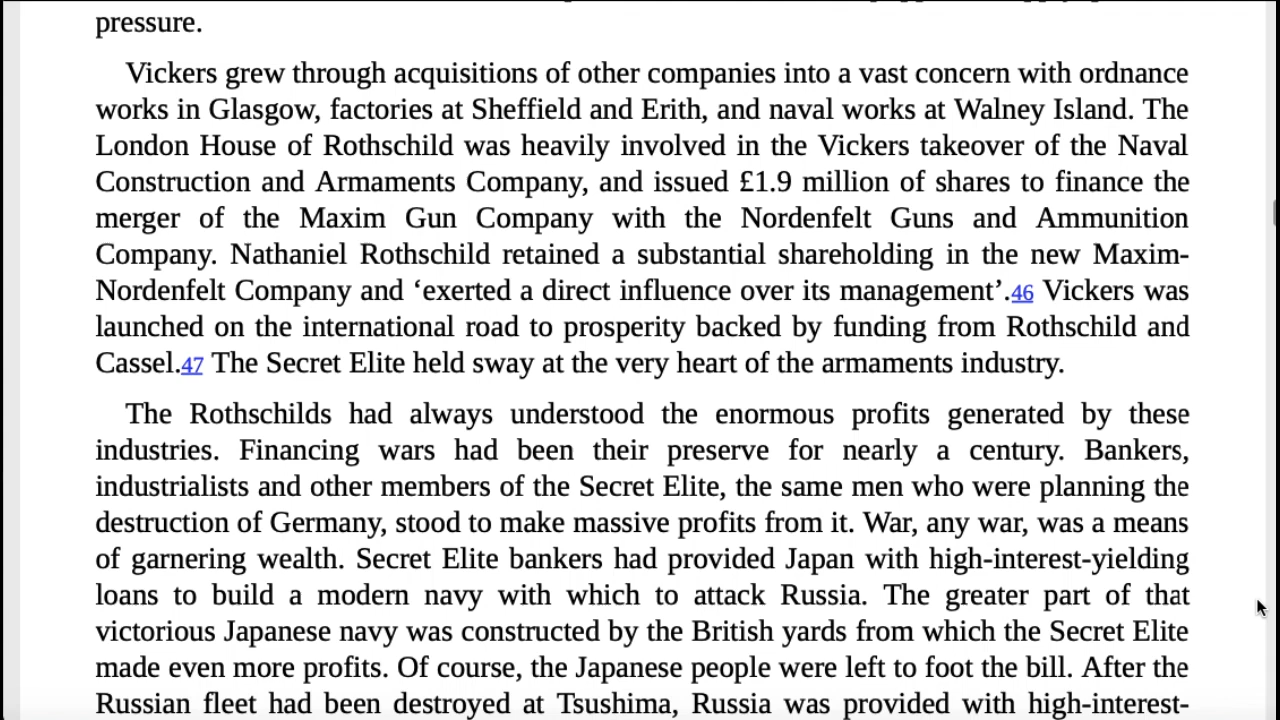 pressure.
Vickers grew through acquisitions of other companies into a vast concern with ordnance
works in Glasgow, factories at Sheffield and Erith, and naval works at Walney Island. The
London House of Rothschild was heavily involved in the Vickers takeover of the Naval
Construction and Armaments Company, and issued £1.9 million of shares to finance the
merger of the Maxim Gun Company with the Nordenfelt Guns and Ammunition
Company. Nathaniel Rothschild retained a substantial shareholding in the new Maxim-
Nordenfelt Company and ‘exerted a direct influence over its management’.46 Vickers was
launched on the international road to prosperity backed by funding from Rothschild and
Cassel.47 The Secret Elite held sway at the very heart of the armaments industry.
The Rothschilds had always understood the enormous profits generated by these
industries. Financing wars had been their preserve for nearly a century. Bankers,
industrialists and other members of the Secret Elite, the same men who were planning the
destruction of Germany, stood to make massive profits from it. War, any war, was a means
of garnering wealth. Secret Elite bankers had provided Japan with high-interest-yielding
loans to build a modern navy with which to attack Russia. The greater part of that
victorious Japanese navy was constructed by the British yards from which the Secret Elite
made even more profits. Of course, the Japanese people were left to foot the bill. After the
Russian fleet had been destroyed at Tsushima, Russia was provided with high-interest-